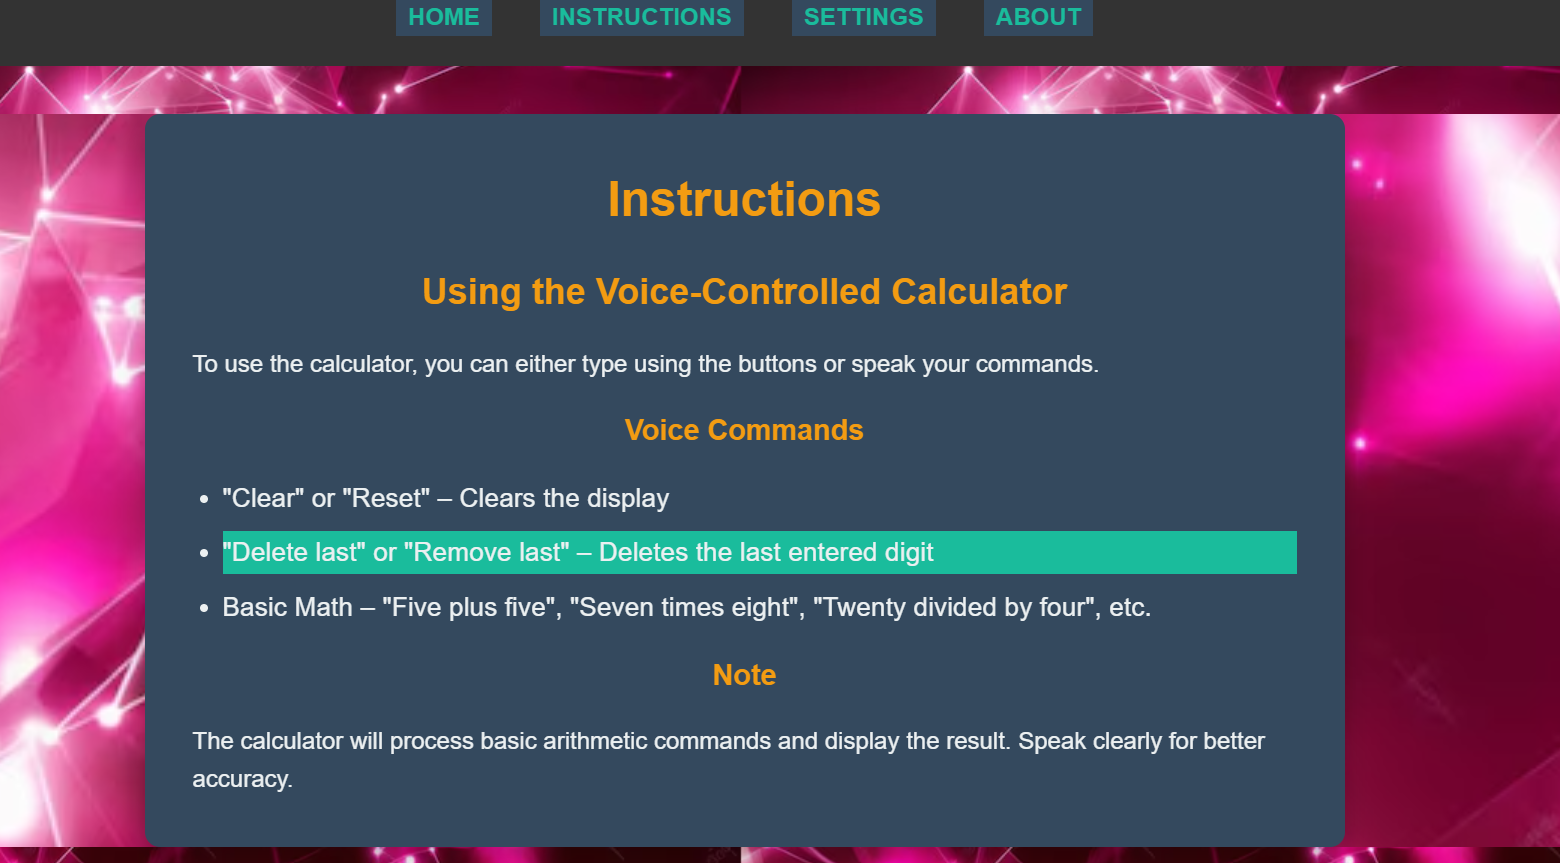 HOME INSTRUCTIONS SETTINGS ABOUT
Instructions
Using the Voice-Controlled Calculator
To use the calculator, you can either type using the buttons or speak your commands.
Voice Commands
• "Clear" or "Reset" – Clears the display
• "Delete last" or "Remove last" – Deletes the last entered digit
• Basic Math – "Five plus five", "Seven times eight", "Twenty divided by four", etc.
Note
The calculator will process basic arithmetic commands and display the result. Speak clearly for better
accuracy.